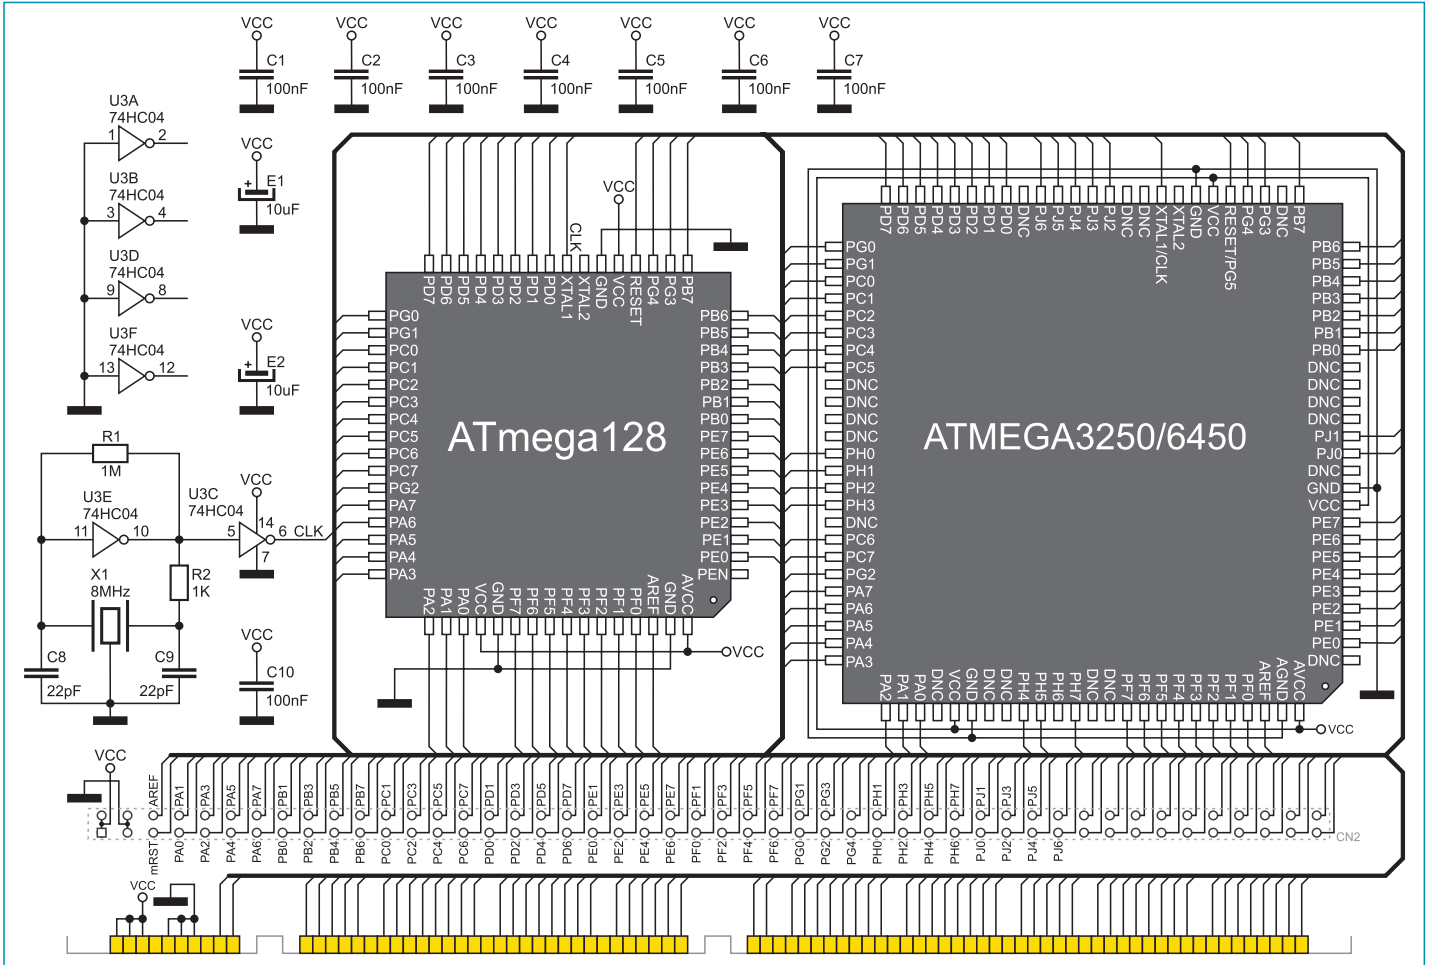 VCC VCC VCC VCC VCC VCC VCC
C1 C2 C3 C4 C5 C6 C7
100nF 100nF 100nF 100nF 100nF 100nF 100nF
U3A
74HC04
1 2
U3B
74HC04
3 4
U3D
74HC04
9 8
U3F
74HC04
13 12
VCC
+ E1
10uF
VCC
+ E2
10uF
R1
1M
U3E
74HC04
11 10
U3C
74HC04
VCC
14
5 6 CLK
7
X1
8MHz
R2
1K
C8
22pF
C9
22pF
VCC
C10
100nF
VCC
CLK
PD7 PD6 PD5 PD4 PD3 PD2 PD1 PD0 XTAL1 XTAL2 GND VCC RESET PG4 PG3 PB7
PG0
PG1
PC0
PC1
PC2
PC3
PC4
PC5
PC6
PC7
PG2
PA7
PA6
PA5
PA4
PA3
ATmega128
PB6
PB5
PB4
PB3
PB2
PB1
PB0
PE7
PE6
PE5
PE4
PE3
PE2
PE1
PE0
PEN
PA2 PA1 PA0 VCC GND PF7 PF6 PF5 PF4 PF3 PF2 PF1 PF0 AREF GND AVCC
VCC
PD7 PD6 PD5 PD4 PD3 PD2 PD1 PD0 DNC PJ6 PJ5 PJ4 PJ3 PJ2 DNC DNC XTAL1/CLK XTAL2 GND VCC RESET/PG5 PG4 PG3 DNC PB7
PG0
PG1
PC0
PC1
PC2
PC3
PC4
PC5
DNC
DNC
DNC
DNC
PH0
PH1
PH2
PH3
DNC
PC6
PC7
PG2
PA7
PA6
PA5
PA4
PA3
ATMEGA3250/6450
PB6
PB5
PB4
PB3
PB2
PB1
PB0
DNC
DNC
DNC
DNC
PJ1
PJ0
DNC
GND
VCC
PE7
PE6
PE5
PE4
PE3
PE2
PE1
PE0
DNC
PA2 PA1 PA0 DNC VCC GND DNC DNC PH4 PH5 PH6 PH7 DNC DNC PF7 PF6 PF5 PF4 PF3 PF2 PF1 PF0 AREF AGND AVCC
VCC
VCC
AREF PA1 PA3 PA5 PA7 PB1 PB3 PB5 PB7 PC1 PC3 PC5 PC7 PD1 PD3 PD5 PD7 PE1 PE3 PE5 PE7 PF1 PF3 PF5 PF7 PG1 PG3 PH1 PH3 PH5 PH7 PJ1 PJ3 PJ5
CN2
mRST PA0 PA2 PA4 PA6 PB0 PB2 PB4 PB6 PC0 PC2 PC4 PC6 PD0 PD2 PD4 PD6 PE0 PE2 PE4 PE6 PF0 PF2 PF4 PF6 PG0 PG2 PG4 PH0 PH2 PH4 PH6 PJ0 PJ2 PJ4 PJ6
VCC